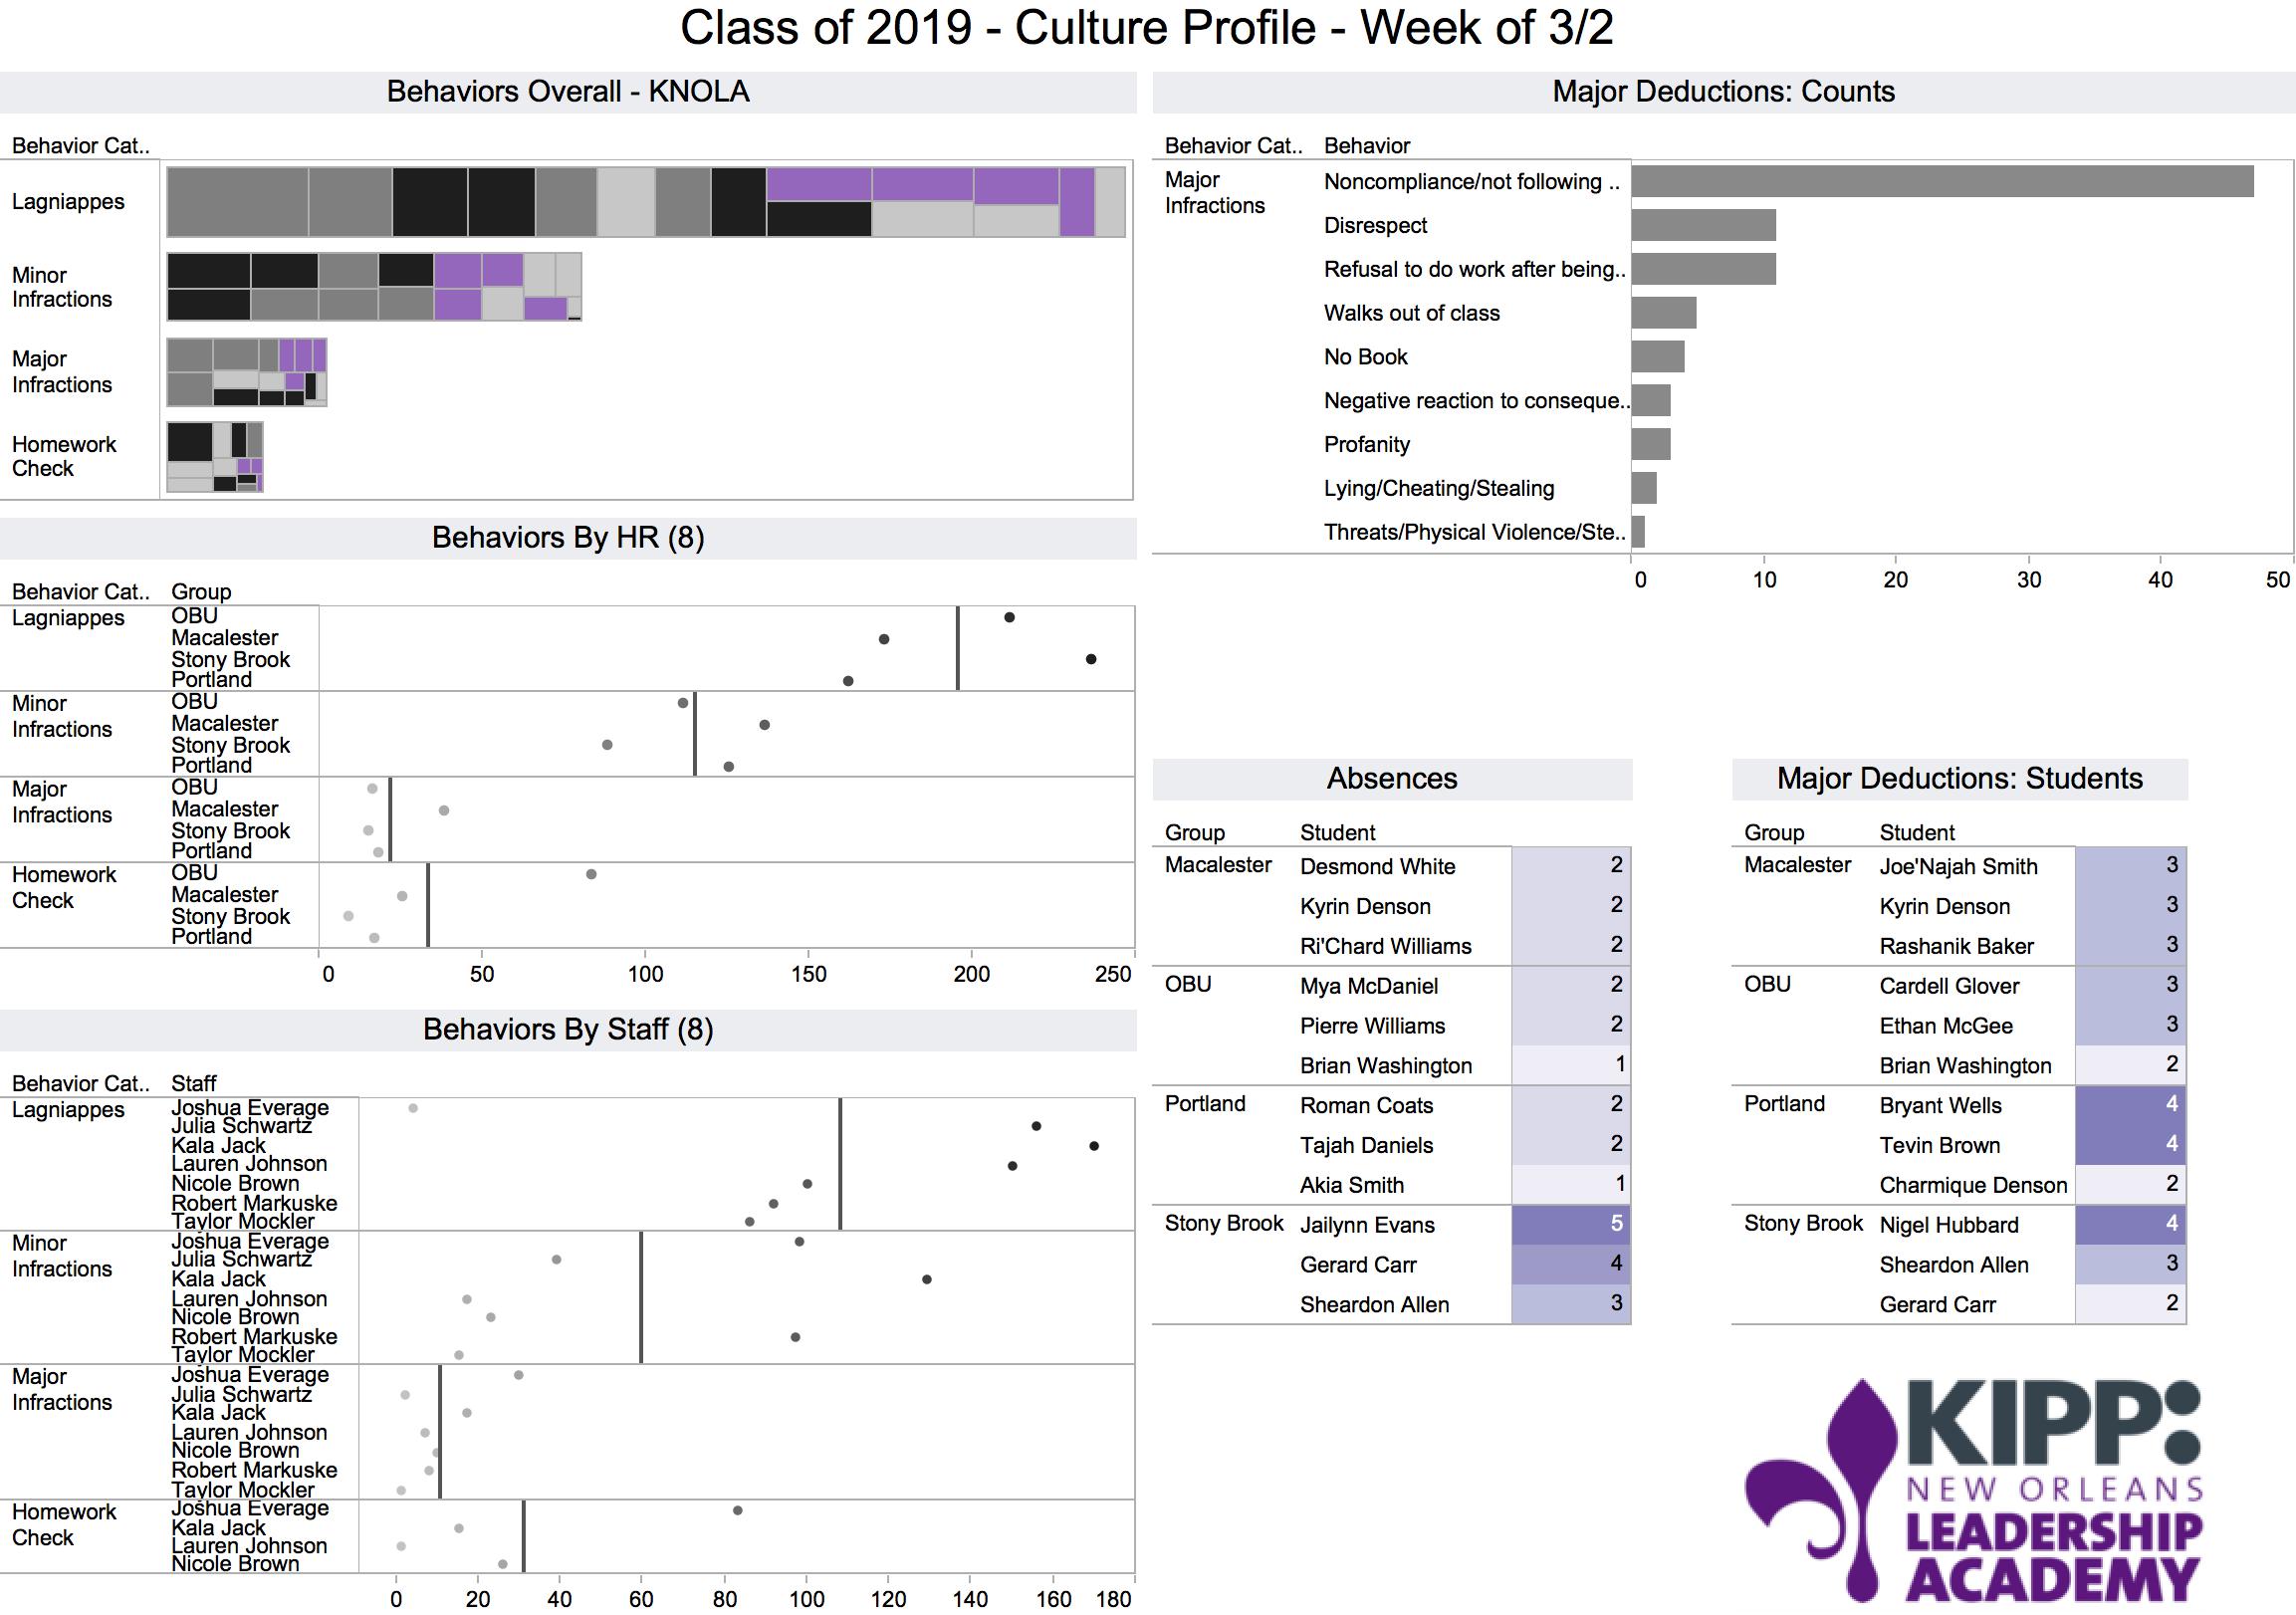 Class of 2019 - Culture Profile - Week of 3/2
Behaviors Overall - KNOLA
Behavior Cat..
Lagniappes
Minor
Infractions
Major
Infractions
Homework
Check
Behaviors By HR (8)
Behavior Cat.. Group
Lagniappes OBU
Macalester
Stony Brook
Portland
Minor OBU
Infractions Macalester
Stony Brook
Portland
Major OBU
Infractions Macalester
Stony Brook
Portland
Homework OBU
Check Macalester
Stony Brook
Portland
0 50 100 150 200 250
Behaviors By Staff (8)
Behavior Cat.. Staff
Lagniappes Joshua Everage
Julia Schwartz
Kala Jack
Lauren Johnson
Nicole Brown
Robert Markuske
Taylor Mockler
Minor Joshua Everage
Infractions Julia Schwartz
Kala Jack
Lauren Johnson
Nicole Brown
Robert Markuske
Taylor Mockler
Major Joshua Everage
Infractions Julia Schwartz
Kala Jack
Lauren Johnson
Nicole Brown
Robert Markuske
Taylor Mockler
Homework Joshua Everage
Check Kala Jack
Lauren Johnson
Nicole Brown
0 20 40 60 80 100 120 140 160 180
Major Deductions: Counts
Behavior Cat.. Behavior
Major Noncompliance/not following ..
Infractions
Disrespect
Refusal to do work after being..
Walks out of class
No Book
Negative reaction to conseque..
Profanity
Lying/Cheating/Stealing
Threats/Physical Violence/Ste..
0 10 20 30 40 50
Absences
Group Student
Macalester Desmond White 2
Kyrin Denson 2
Ri'Chard Williams 2
OBU Mya McDaniel 2
Pierre Williams 2
Brian Washington 1
Portland Roman Coats 2
Tajah Daniels 2
Akia Smith 1
Stony Brook Jailynn Evans 5
Gerard Carr 4
Sheardon Allen 3
Major Deductions: Students
Group Student
Macalester Joe'Najah Smith 3
Kyrin Denson 3
Rashanik Baker 3
OBU Cardell Glover 3
Ethan McGee 3
Brian Washington 2
Portland Bryant Wells 4
Tevin Brown 4
Charmique Denson 2
Stony Brook Nigel Hubbard 4
Sheardon Allen 3
Gerard Carr 2
KIPP:
NEW ORLEANS
LEADERSHIP
ACADEMY